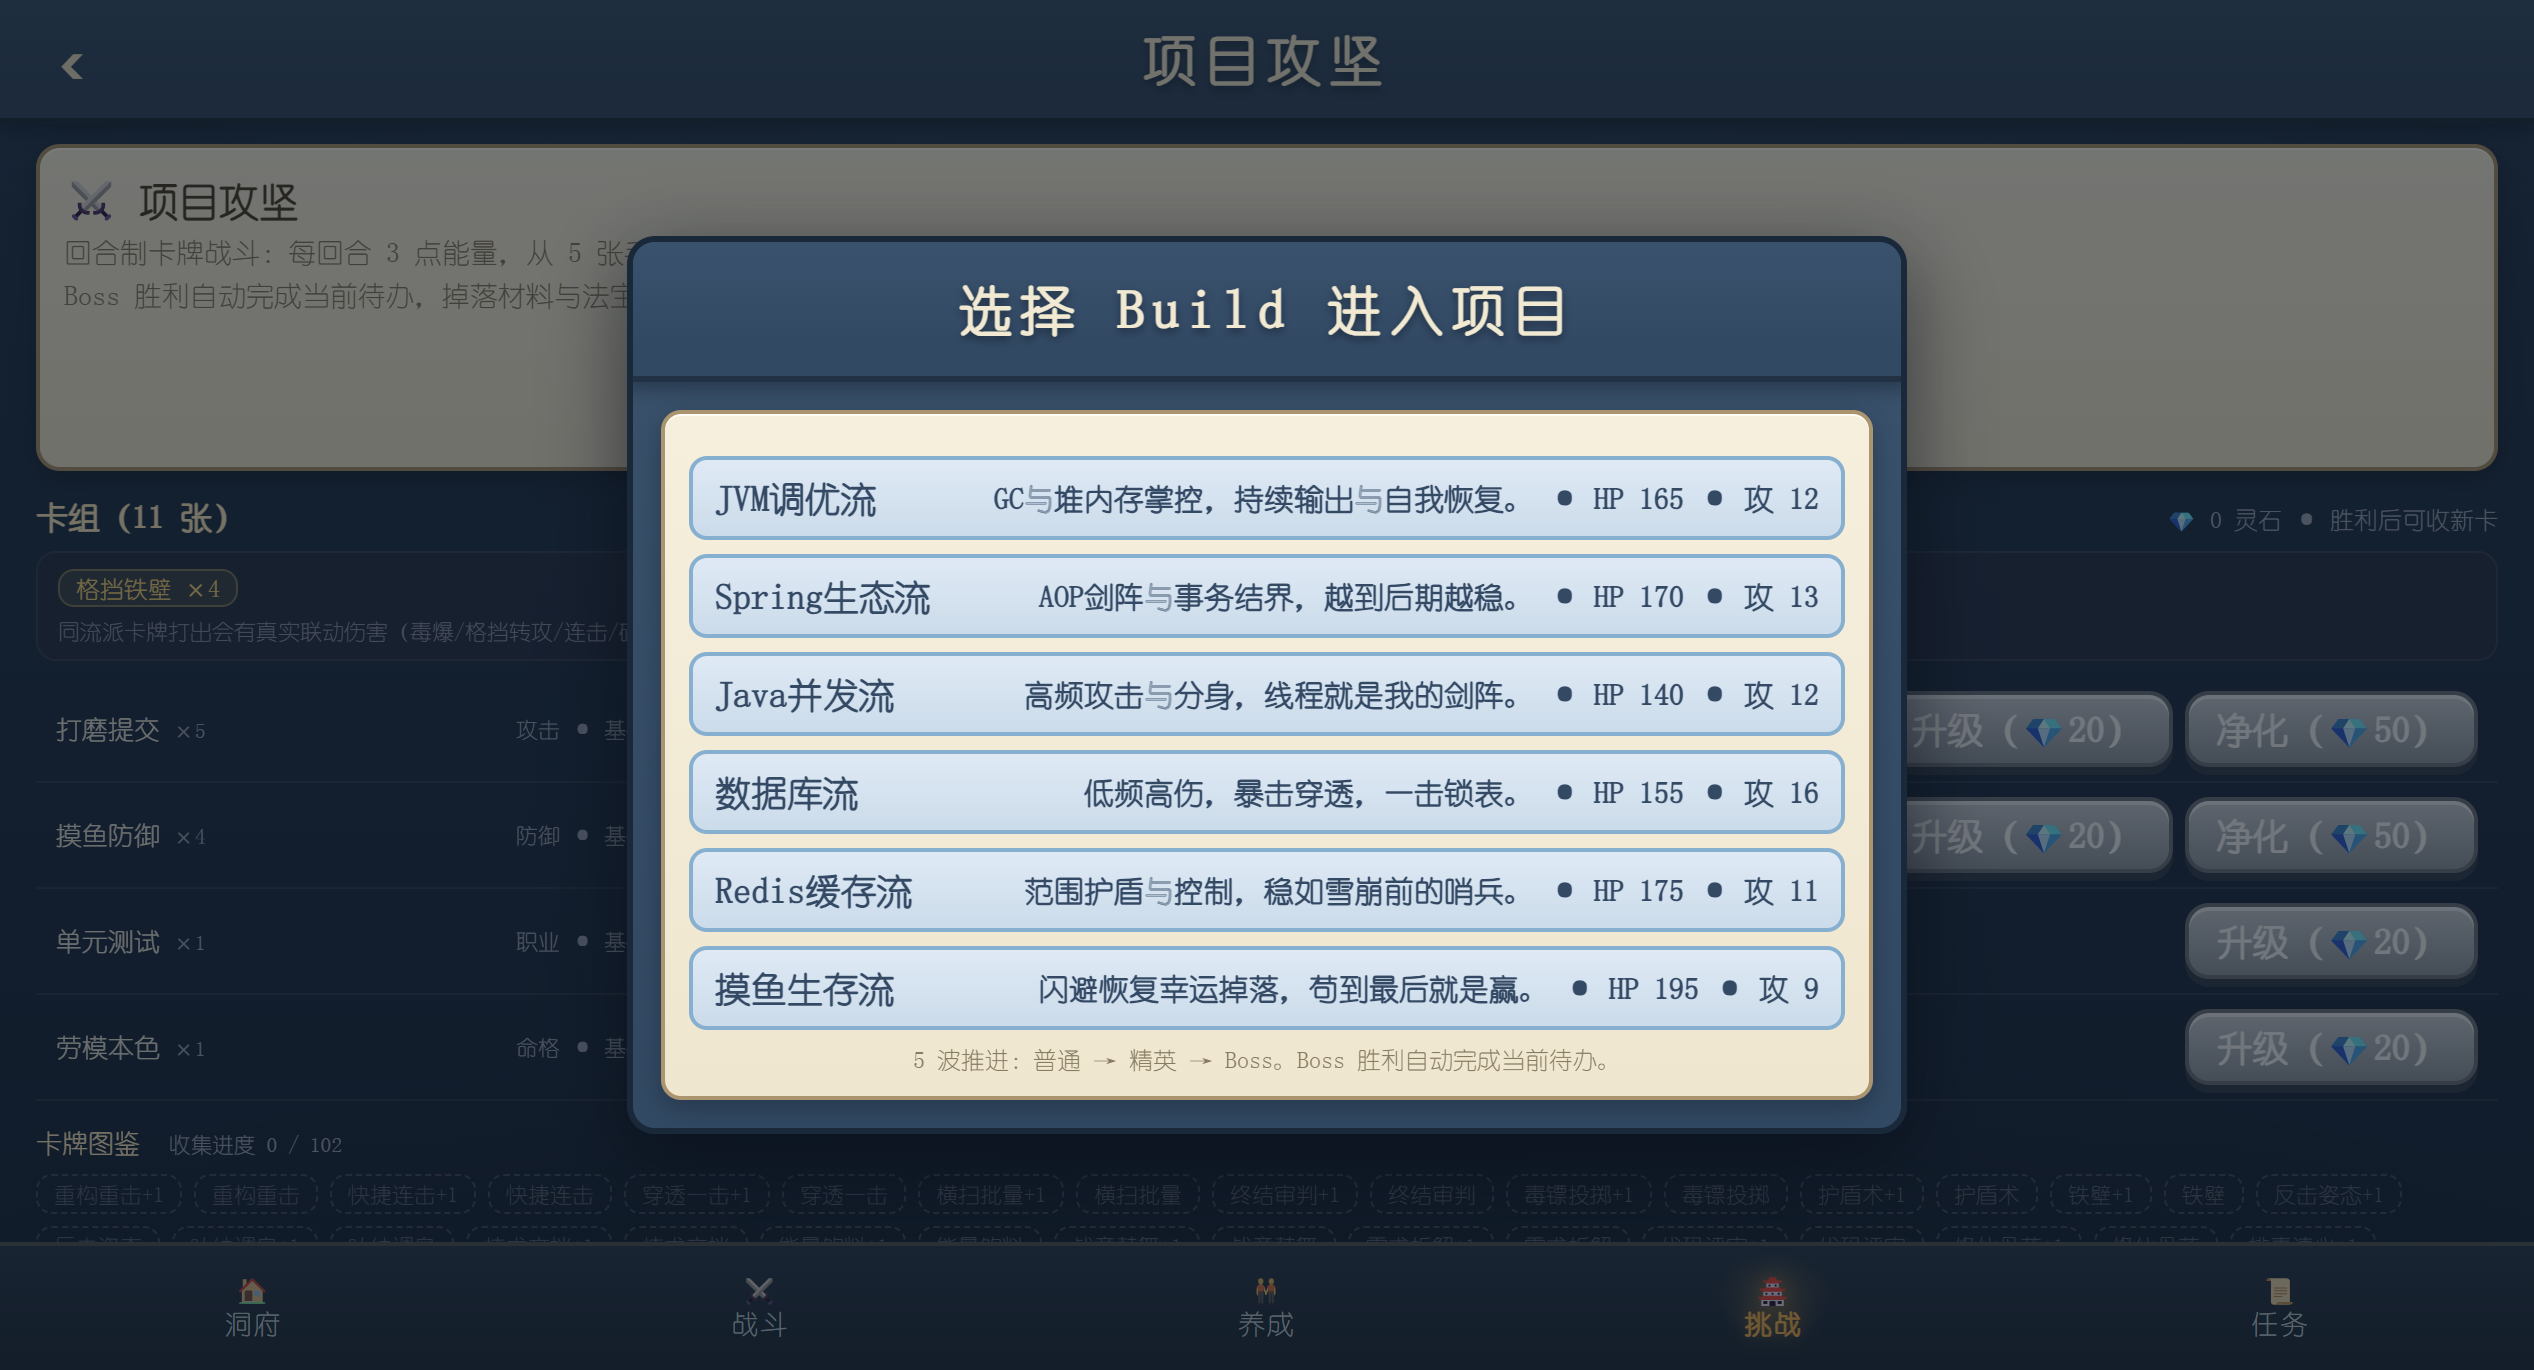 项目攻坚
项目攻坚
回合制卡牌战斗：每回合 3 点能量，从 5 张
Boss 胜利自动完成当前待办，掉落材料与法宝
选择 Build 进入项目
JVM调优流 GC与堆内存掌控，持续输出与自我恢复。 • HP 165 • 攻 12
Spring生态流 AOP剑阵与事务结界，越到后期越稳。 • HP 170 • 攻 13
Java并发流 高频攻击与分身，线程就是我的剑阵。 • HP 140 • 攻 12
数据库流 低频高伤，暴击穿透，一击锁表。 • HP 155 • 攻 16
Redis缓存流 范围护盾与控制，稳如雪崩前的哨兵。 • HP 175 • 攻 11
摸鱼生存流 闪避恢复幸运掉落，苟到最后就是赢。 • HP 195 • 攻 9
5 波推进：普通 → 精英 → Boss。Boss 胜利自动完成当前待办。
卡组（11 张） 0 灵石 • 胜利后可收新卡
格挡铁壁 ×4
同流派卡牌打出会有真实联动伤害（毒爆/格挡转攻/连击/
打磨提交 ×5 攻击 • 基 升级（20） 净化（50）
摸鱼防御 ×4 防御 • 基 升级（20） 净化（50）
单元测试 ×1 职业 • 基 升级（20）
劳模本色 ×1 命格 • 基 升级（20）
卡牌图鉴 收集进度 0 / 102
重构重击+1 重构重击 快捷连击+1 快捷连击 穿透一击+1 穿透一击 横扫批量+1 横扫批量 终结审判+1 终结审判 毒镖投掷+1 毒镖投掷 护盾术+1 护盾术 铁壁+1 铁壁 反击姿态+1
洞府 战斗 养成 挑战 任务